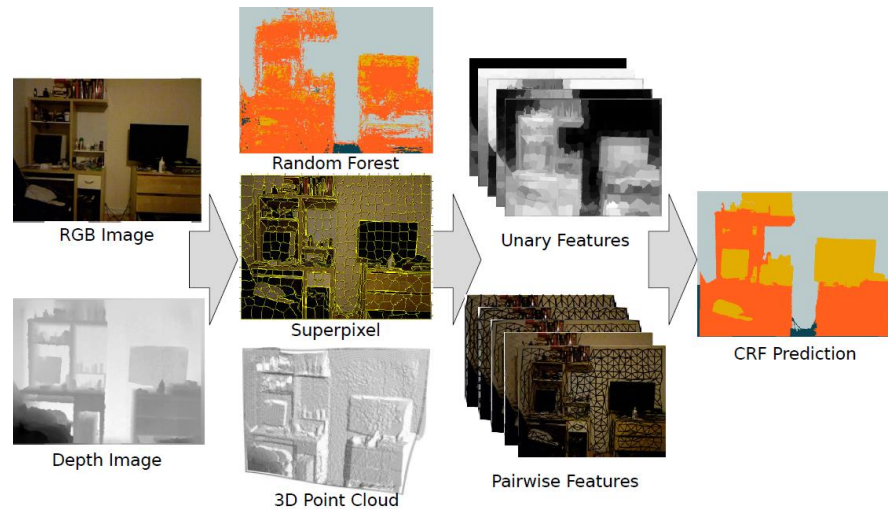 RGB Image
Depth Image
Random Forest
Superpixel
3D Point Cloud
Unary Features
Pairwise Features
CRF Prediction